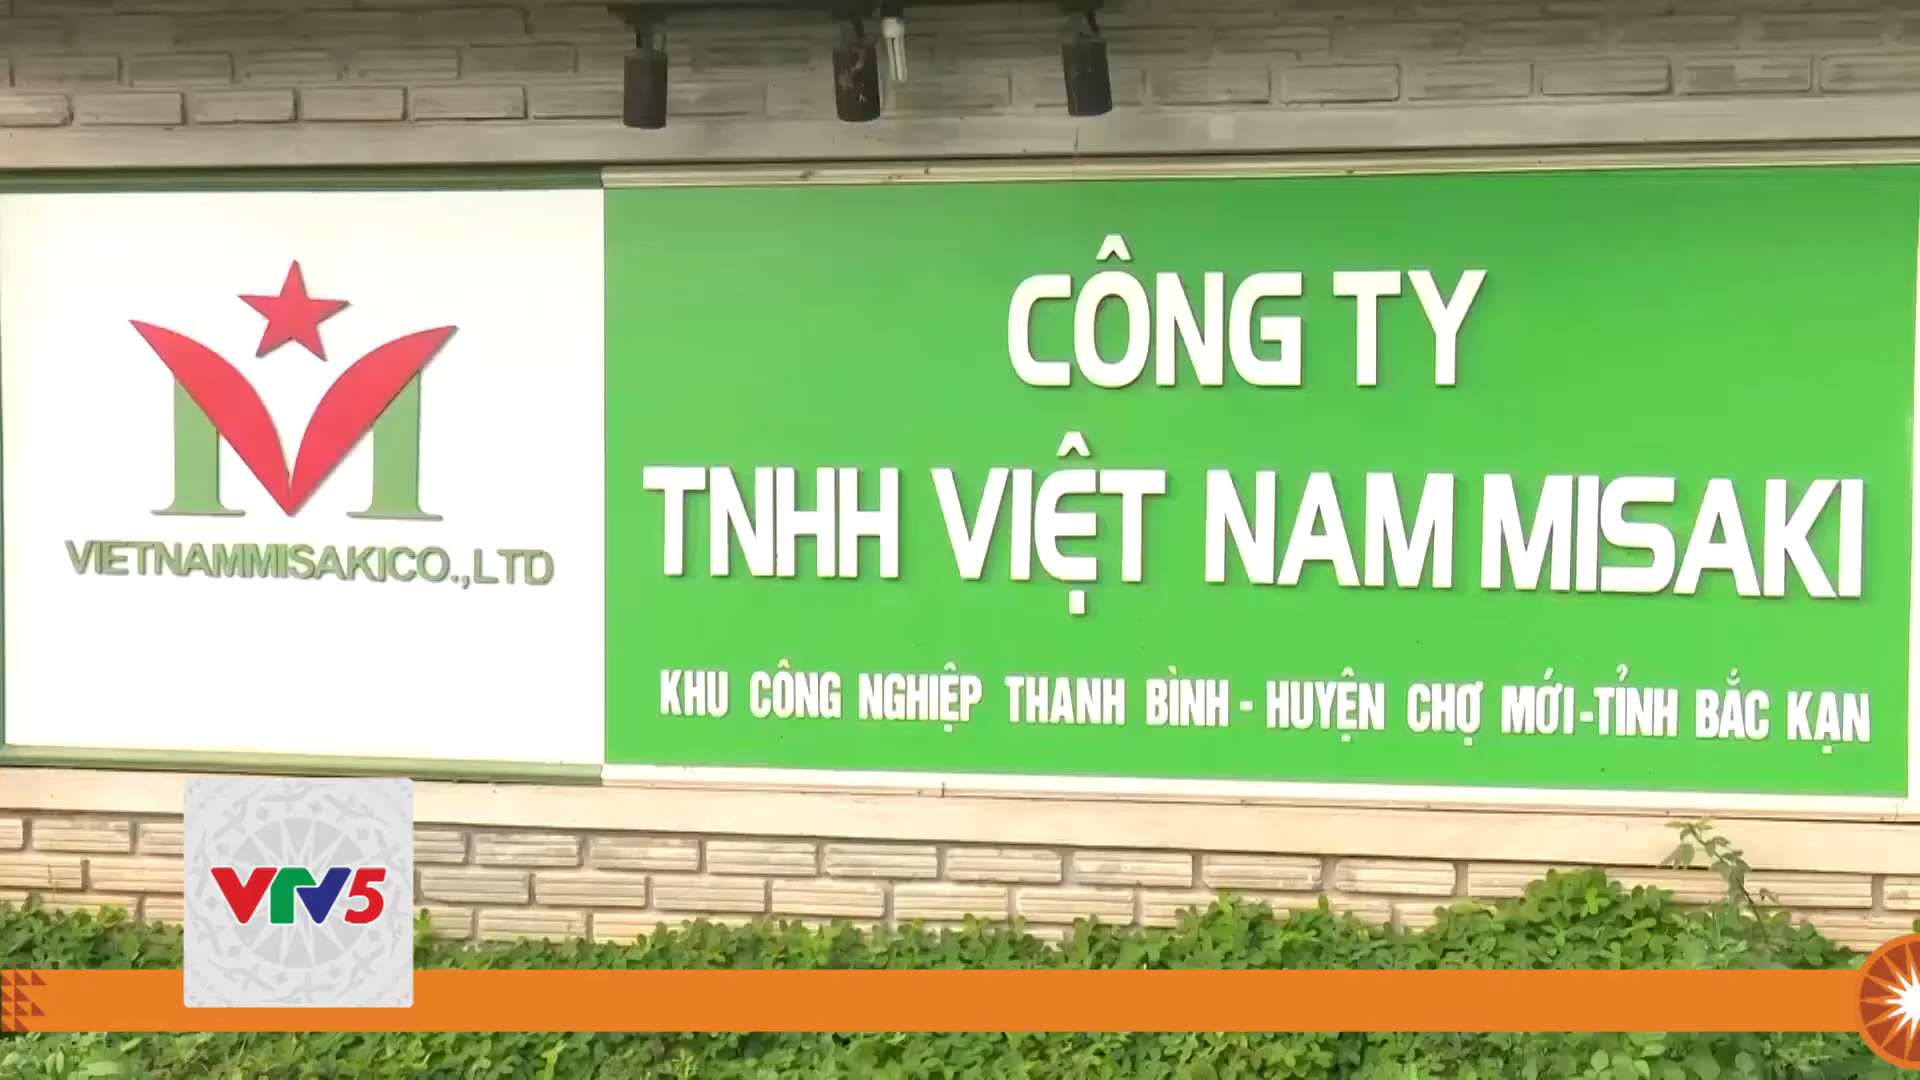 VIETNAMMISAKICO.,LTD
CÔNG TY
TNHH VIỆT NAM MISAKI
KHU CÔNG NGHIỆP THANH BÌNH - HUYỆN CHỢ MỚI - TỈNH BẮC KẠN
VTV5